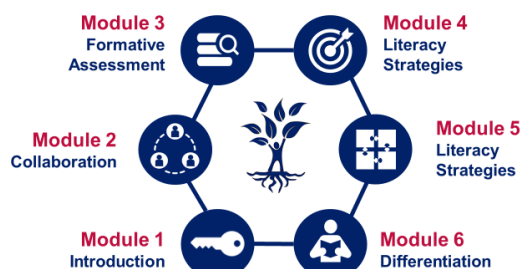 Module 3
Formative
Assessment
Module 4
Literacy
Strategies
Module 2
Collaboration
Module 5
Literacy
Strategies
Module 1
Introduction
Module 6
Differentiation